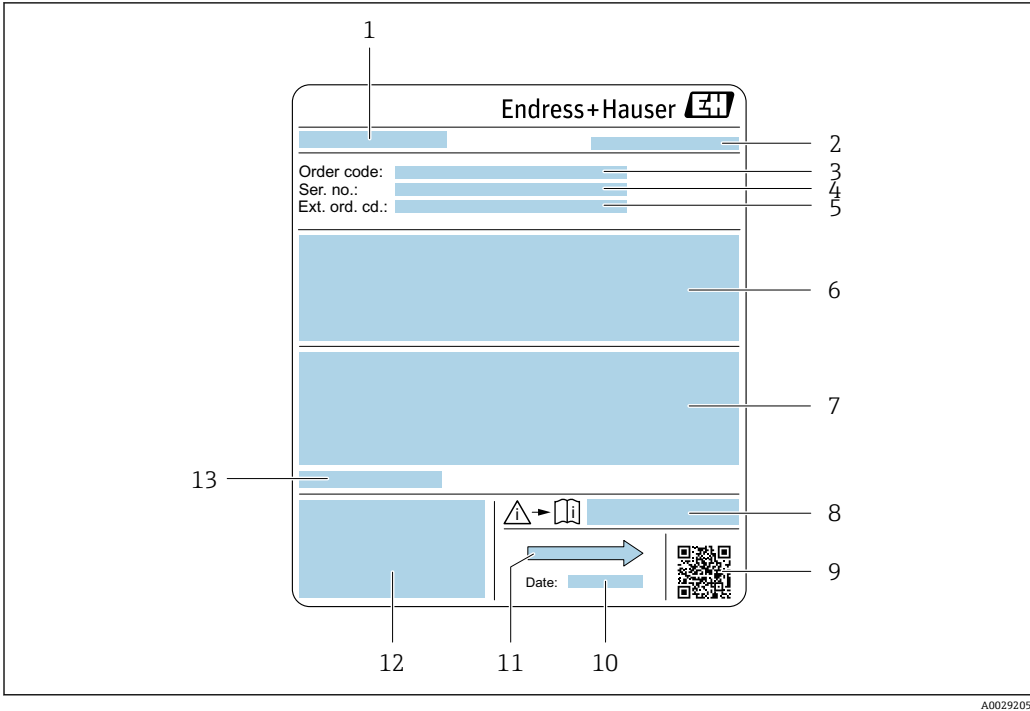 1
Endress+Hauser EH
2
Order code: 3
Ser. no.: 4
Ext. ord. cd.: 5
6
7
13
i i 8
9
11 Date: 10
12
A0029205